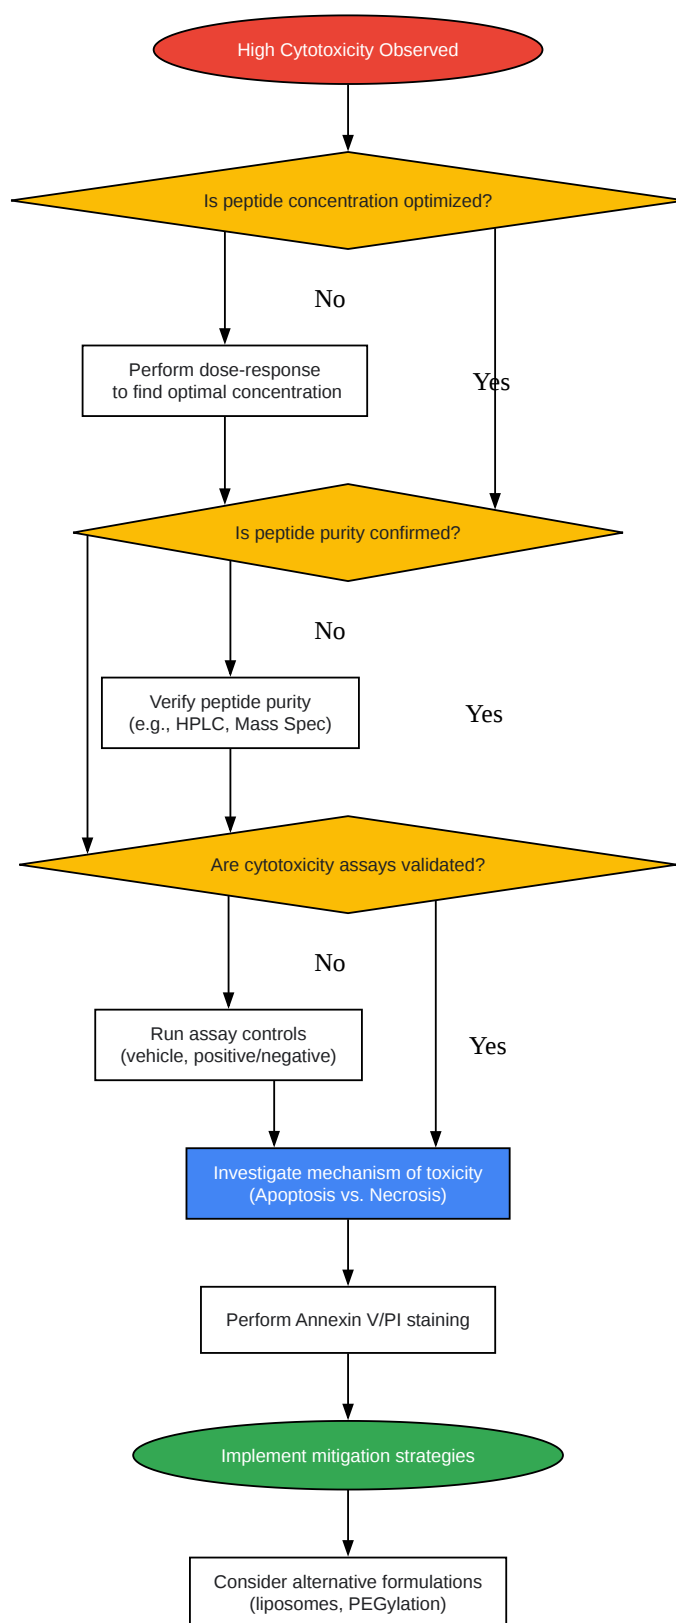 High Cytotoxicity Observed
Is peptide concentration optimized?
No
Perform dose-response
to find optimal concentration
Yes
Is peptide purity confirmed?
No
Verify peptide purity
(e.g., HPLC, Mass Spec)
Yes
Are cytotoxicity assays validated?
No
Run assay controls
(vehicle, positive/negative)
Yes
Investigate mechanism of toxicity
(Apoptosis vs. Necrosis)
Perform Annexin V/PI staining
Implement mitigation strategies
Consider alternative formulations
(liposomes, PEGylation)